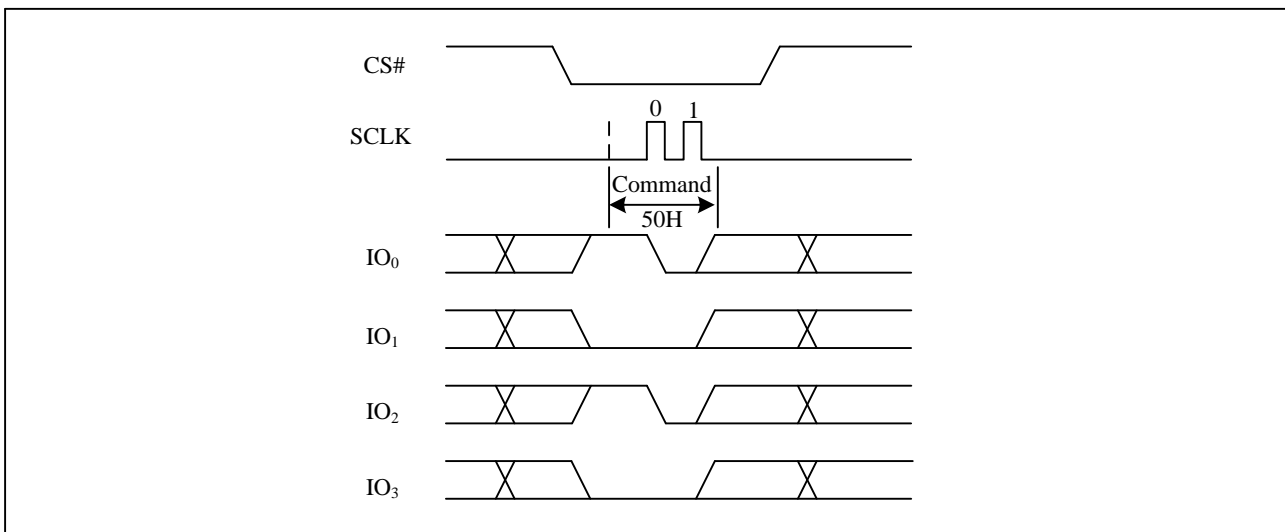 CS#
0 1
SCLK
Command
50H
IO₀
IO₁
IO₂
IO₃